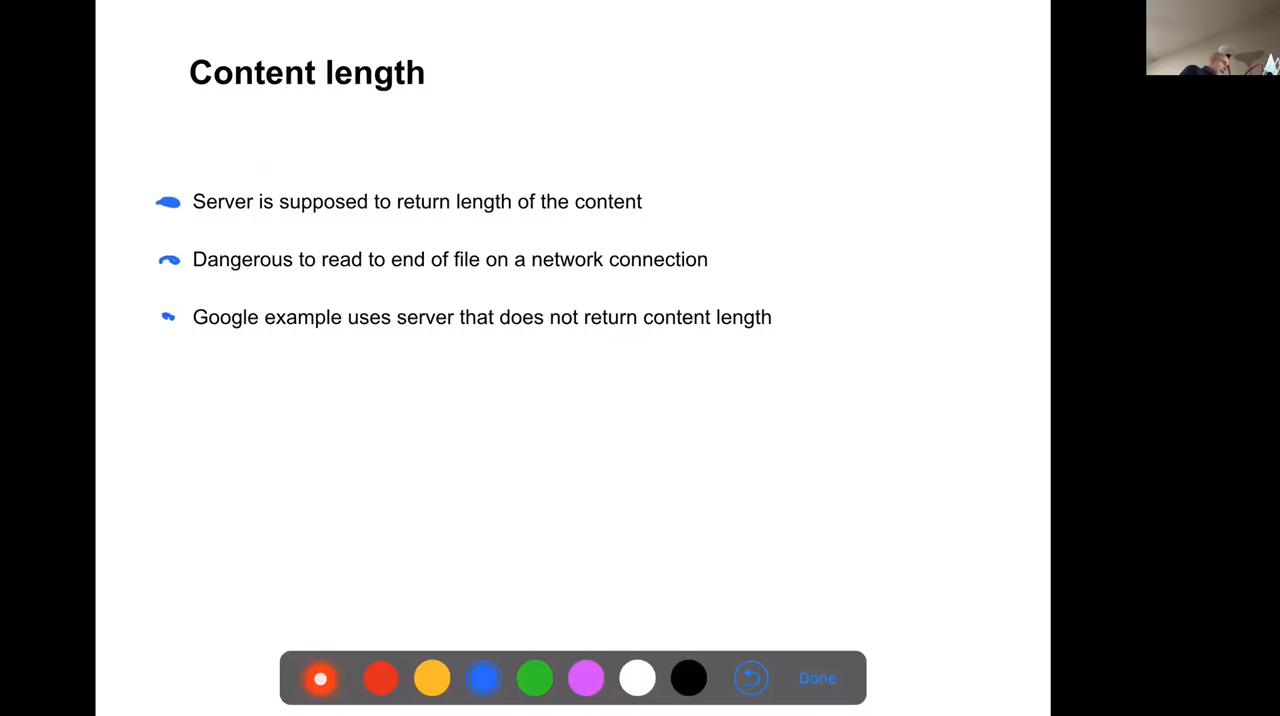 Content length
Server is supposed to return length of the content
Dangerous to read to end of file on a network connection
Google example uses server that does not return content length
Done